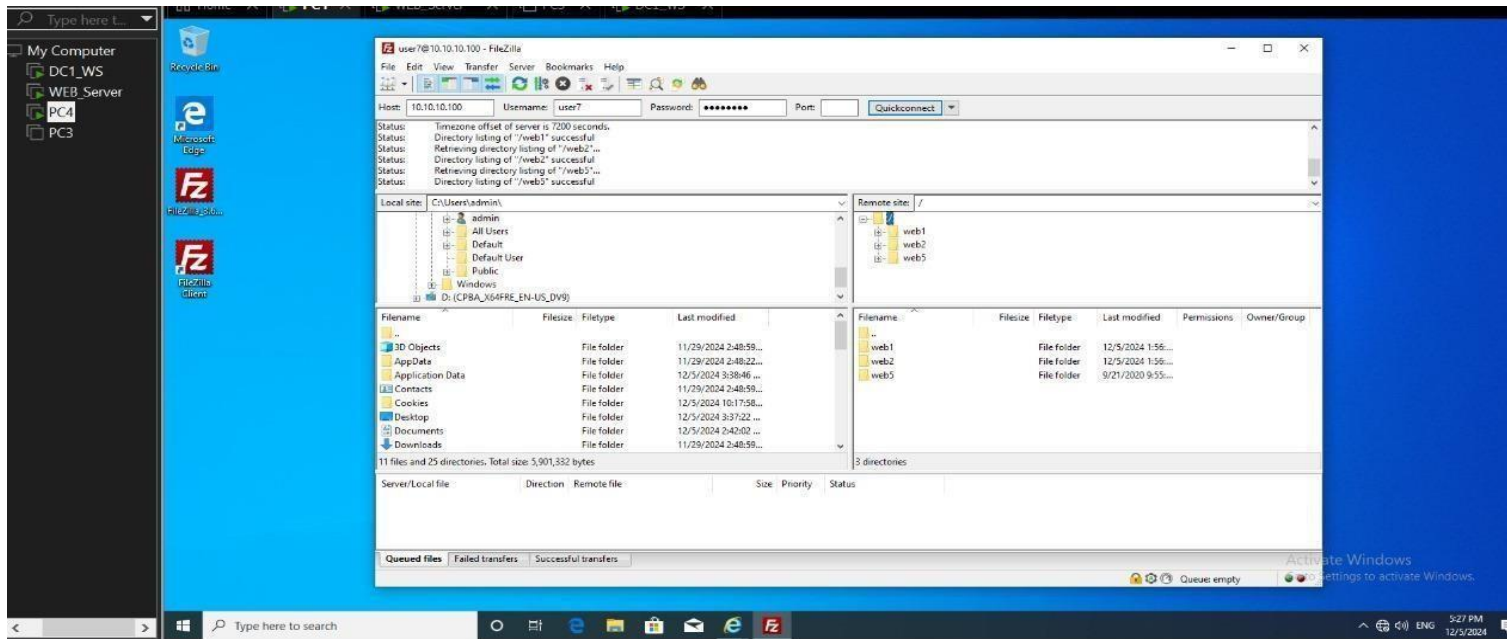 Type here t...
My Computer
DC1_WS
WEB_Server
PC4
PC3
Recycle Bin
Microsoft
Edge
FileZilla
Client
user7@10.10.10.100 - FileZilla
File Edit View Transfer Server Bookmarks Help
Host: 10.10.10.100 Username: user7 Password: ●●●●●●●● Port: Quickconnect
Status: Timezone offset of server is 7200 seconds.
Status: Directory listing of "/web1" successful
Status: Retrieving directory listing of "/web2"...
Status: Directory listing of "/web2" successful
Status: Retrieving directory listing of "/web5"...
Status: Directory listing of "/web5" successful
Local site: C:\Users\admin\
admin
All Users
Default
Default User
Public
Windows
D: (CPBA_X64FRE_EN-US_DV9)
Remote site: /
/
web1
web2
web5
Filename Filesize Filetype Last modified
..
3D Objects File folder 11/29/2024 2:48:59...
AppData File folder 11/29/2024 2:48:22...
Application Data File folder 12/5/2024 3:38:46 ...
Contacts File folder 11/29/2024 2:48:59...
Cookies File folder 12/5/2024 10:17:58...
Desktop File folder 12/5/2024 3:37:22 ...
Documents File folder 12/5/2024 2:42:02 ...
Downloads File folder 11/29/2024 2:48:59...
11 files and 25 directories. Total size: 5,901,332 bytes
Filename Filesize Filetype Last modified Permissions Owner/Group
..
web1 File folder 12/5/2024 1:56:...
web2 File folder 12/5/2024 1:56:...
web5 File folder 9/21/2020 9:55:...
3 directories
Server/Local file Direction Remote file Size Priority Status
Queued files Failed transfers Successful transfers
Queue: empty
Activate Windows
Settings to activate Windows.
Type here to search
ENG
5:27 PM
12/5/2024